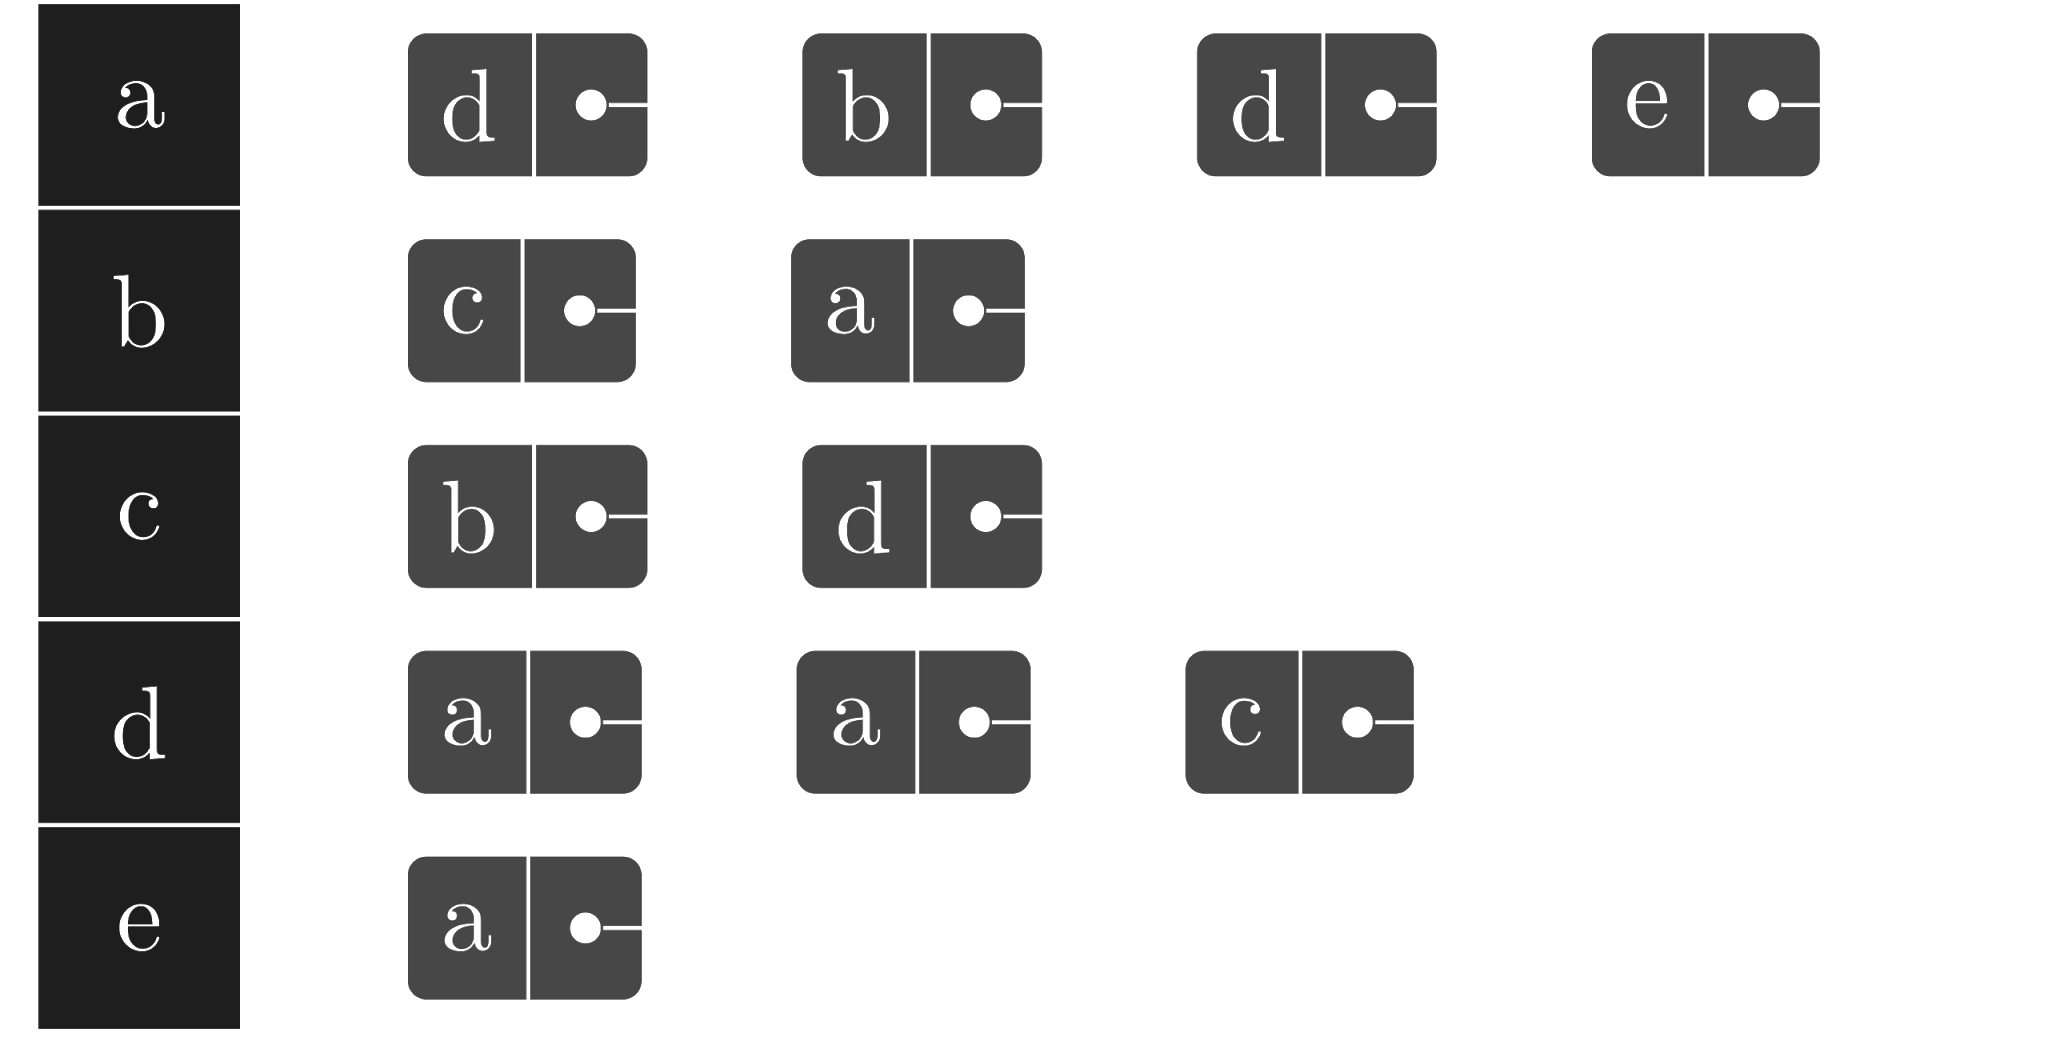 a d b d e
b c a
c b d
d a a c
e a